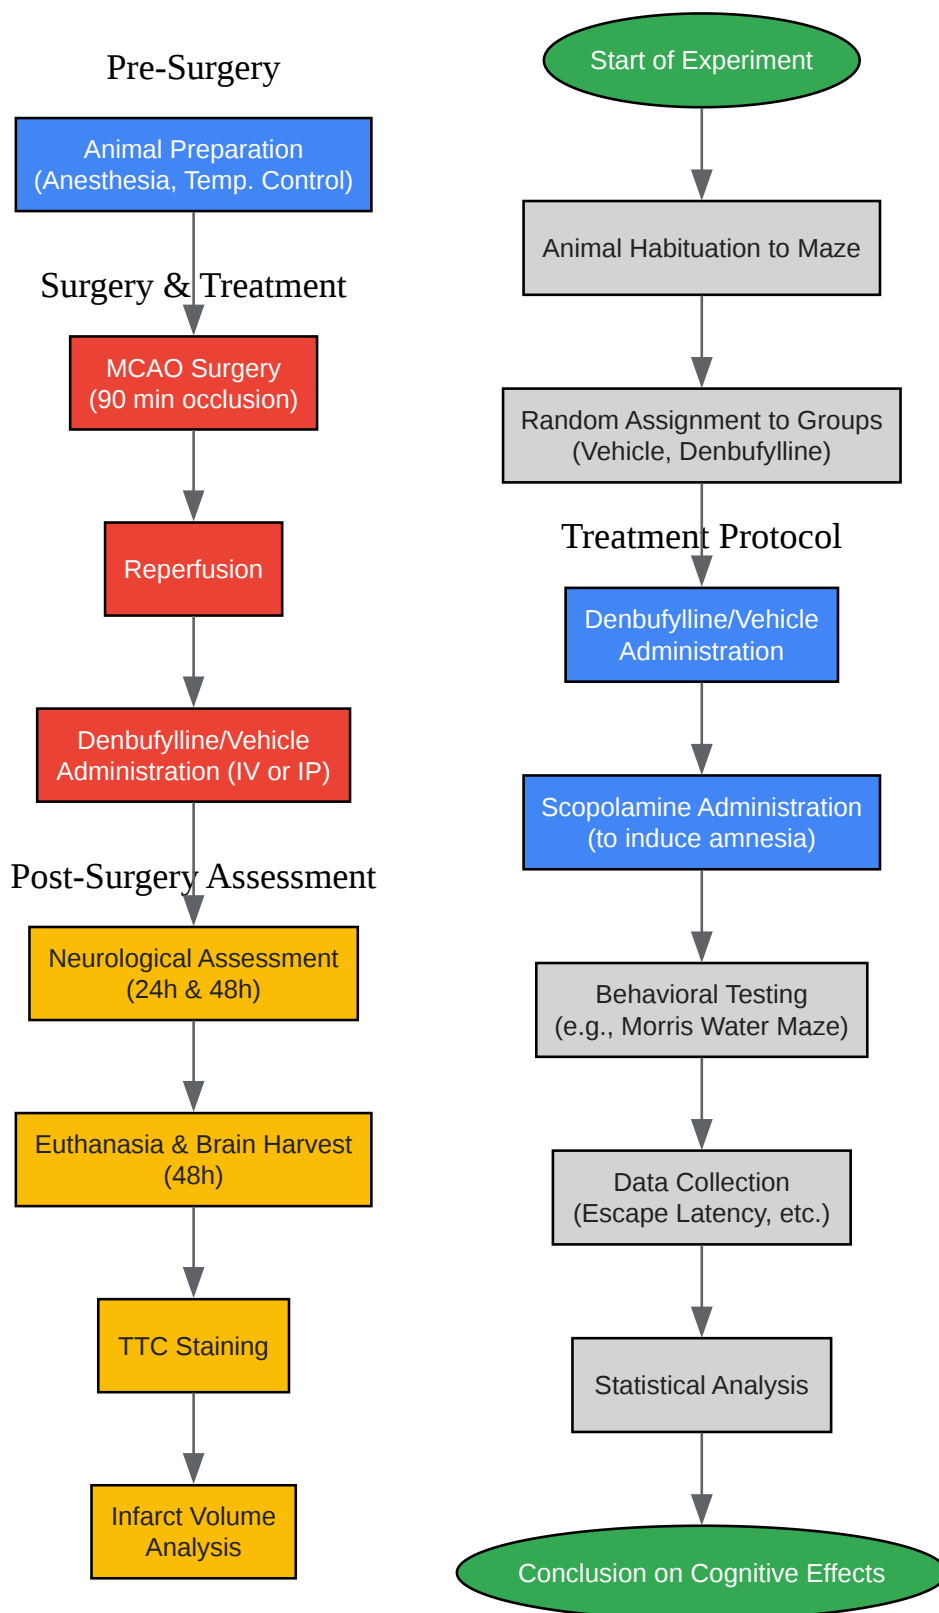 Pre-Surgery
Animal Preparation
(Anesthesia, Temp. Control)
Surgery & Treatment
MCAO Surgery
(90 min occlusion)
Reperfusion
Denbufylline/Vehicle
Administration (IV or IP)
Post-Surgery Assessment
Neurological Assessment
(24h & 48h)
Euthanasia & Brain Harvest
(48h)
TTC Staining
Infarct Volume
Analysis
Start of Experiment
Animal Habituation to Maze
Random Assignment to Groups
(Vehicle, Denbufylline)
Treatment Protocol
Denbufylline/Vehicle
Administration
Scopolamine Administration
(to induce amnesia)
Behavioral Testing
(e.g., Morris Water Maze)
Data Collection
(Escape Latency, etc.)
Statistical Analysis
Conclusion on Cognitive Effects